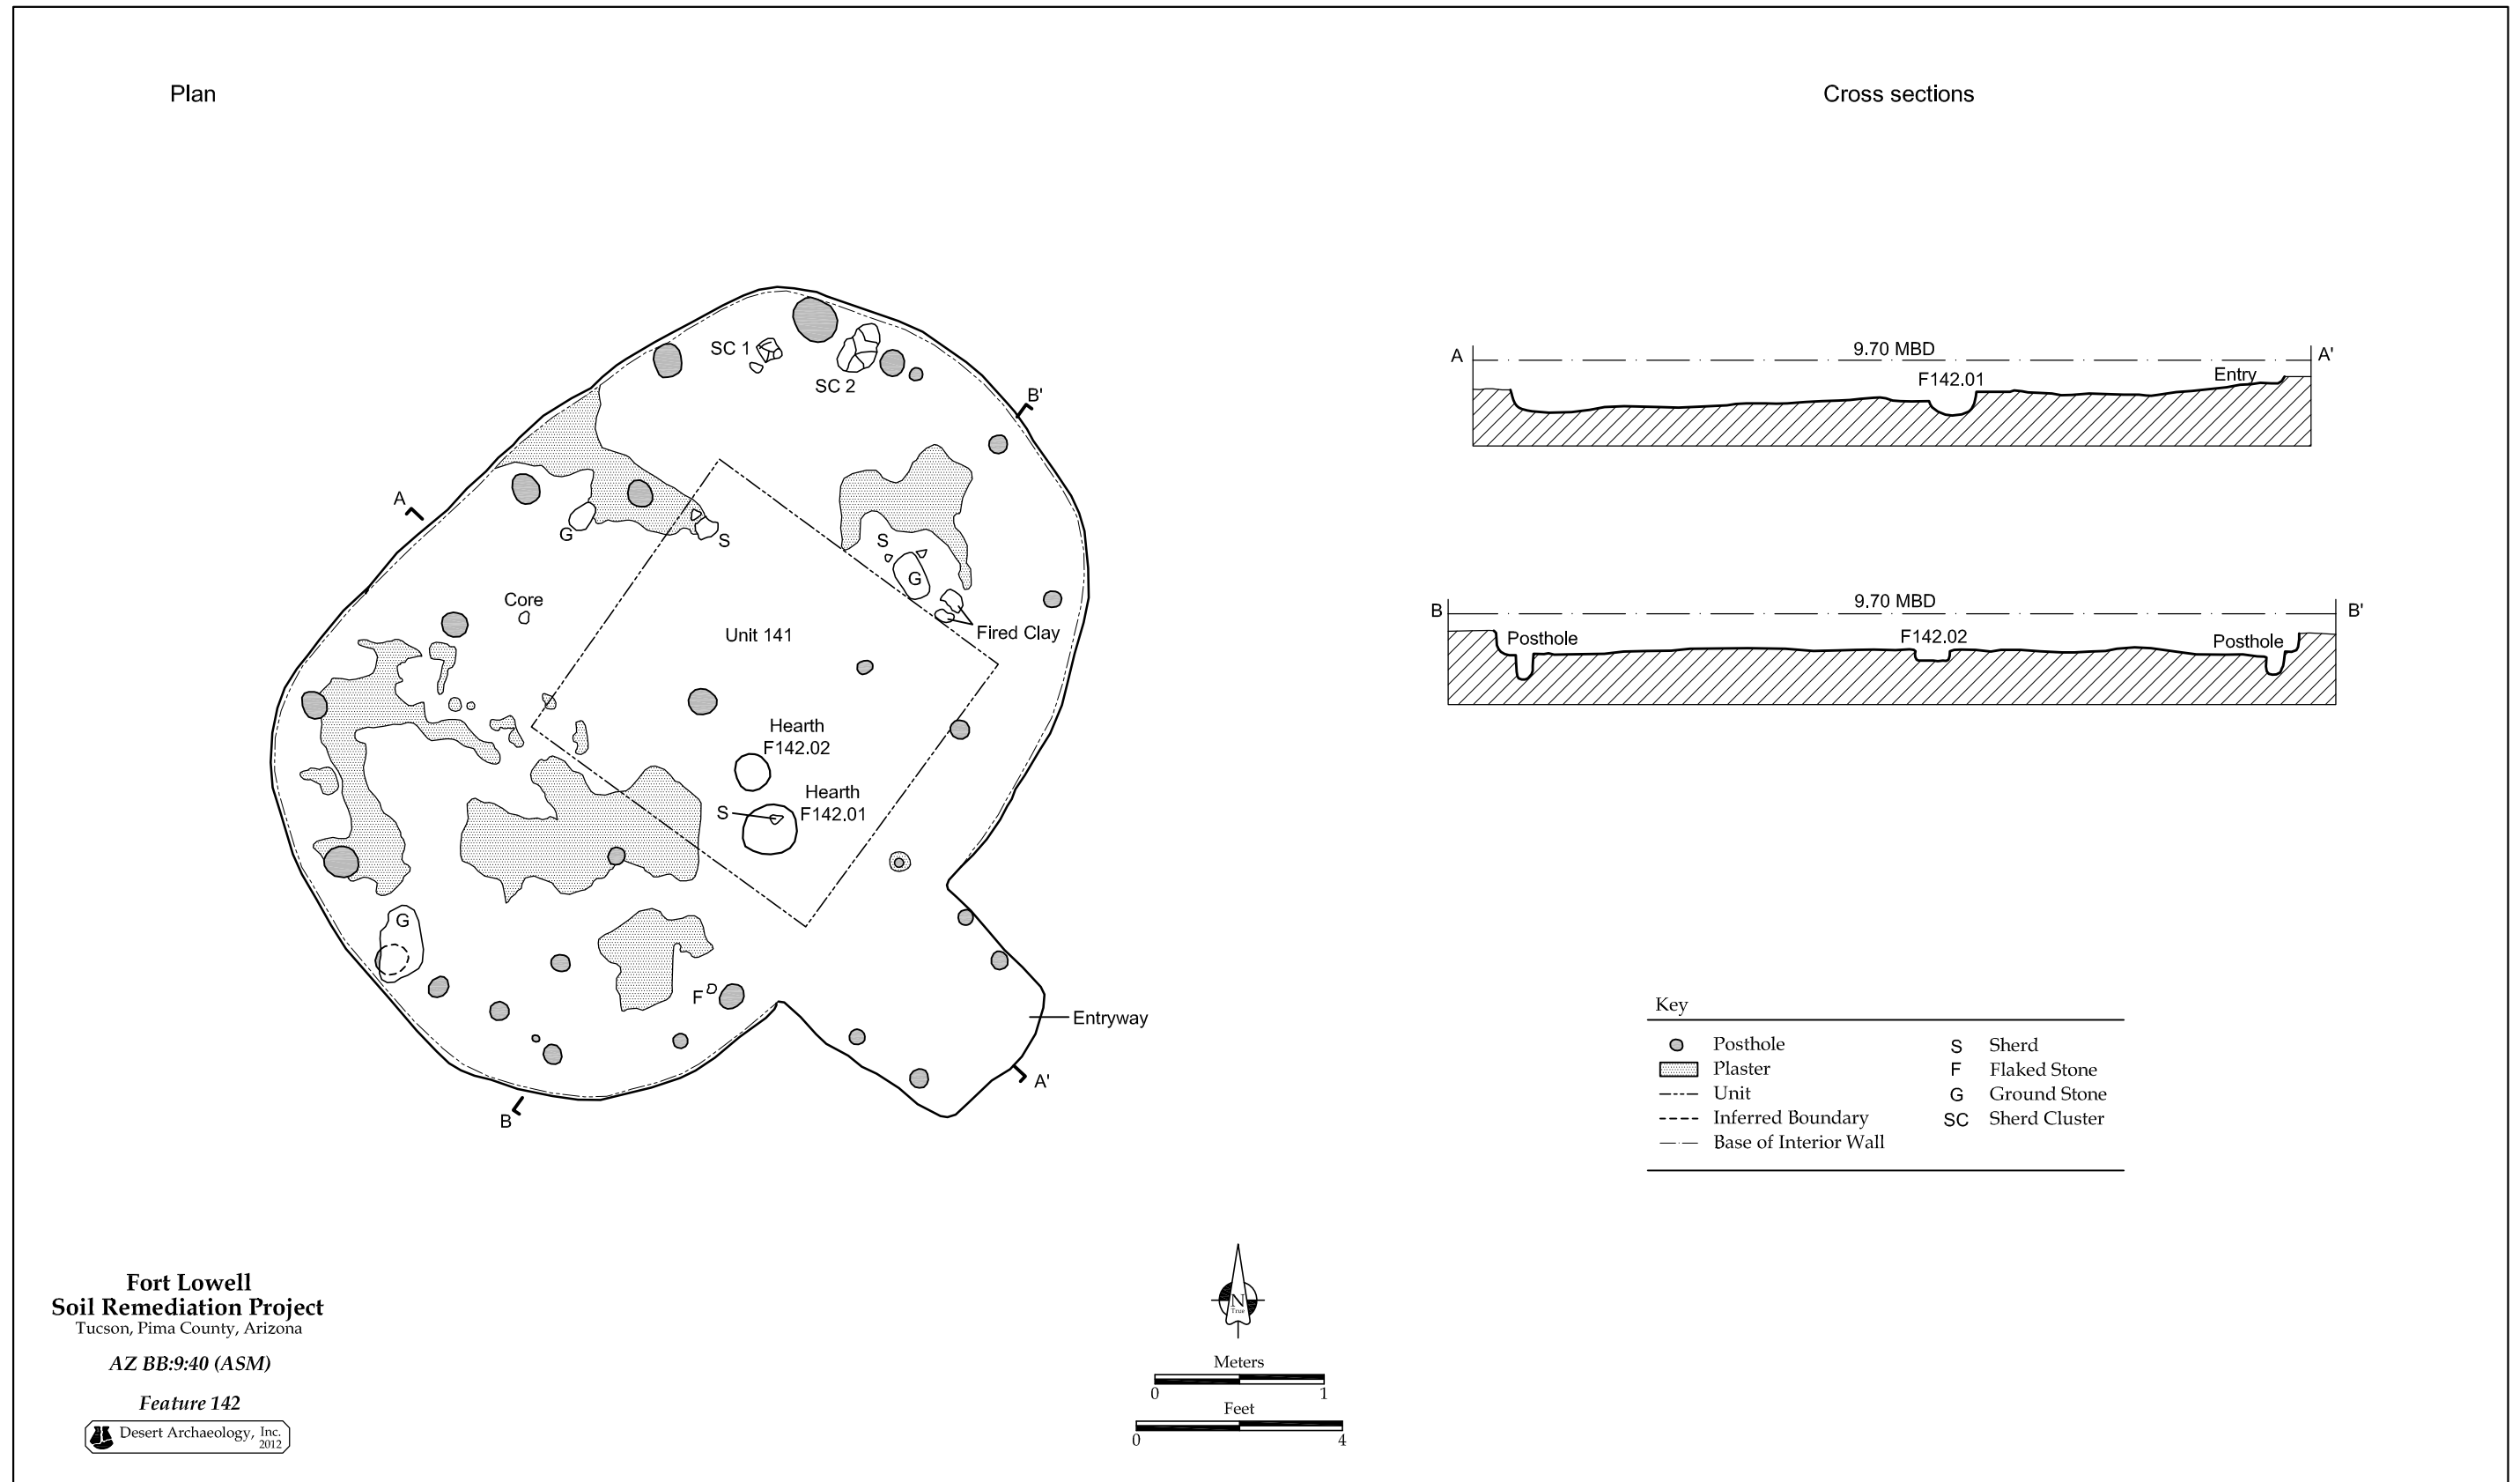 Plan
Cross sections
SC 1
SC 2
B'
A
G
S
S
G
Core
Fired Clay
Unit 141
Hearth
F142.02
Hearth
F142.01
S
G
F
Entryway
A'
B
9.70 MBD
A
A'
F142.01
Entry
9.70 MBD
B
B'
Posthole
F142.02
Posthole
Key
Posthole
Plaster
Unit
Inferred Boundary
Base of Interior Wall
S Sherd
F Flaked Stone
G Ground Stone
SC Sherd Cluster
Fort Lowell
Soil Remediation Project
Tucson, Pima County, Arizona
AZ BB:9:40 (ASM)
Feature 142
Desert Archaeology, Inc.
2012
N
True
Meters
0 1
Feet
0 4